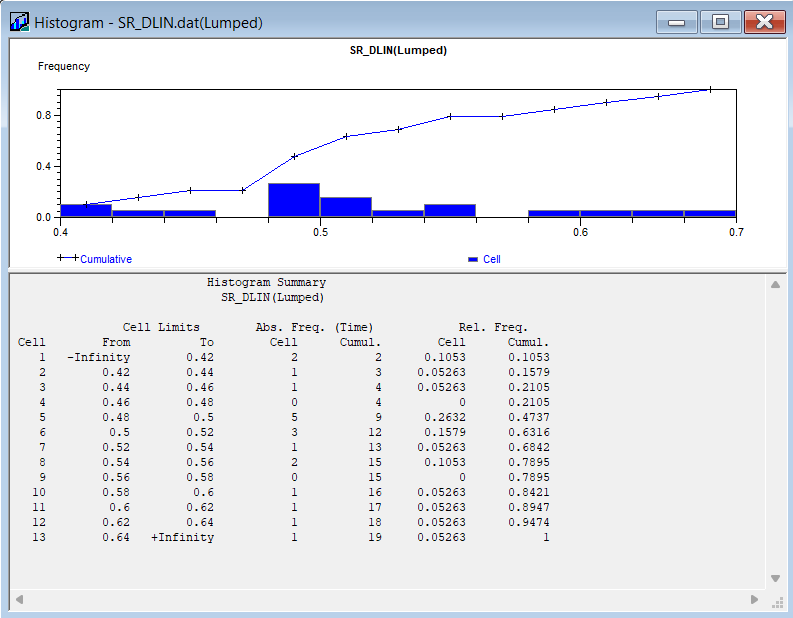 Histogram - SR_DLIN.dat(Lumped)
SR_DLIN(Lumped)
Frequency
0.8
0.4
0.0
0.4 0.5 0.6 0.7
Cumulative Cell
Histogram Summary
SR_DLIN(Lumped)
Cell Limits Abs. Freq. (Time) Rel. Freq.
Cell From To Cell Cumul. Cell Cumul.
1 -Infinity 0.42 2 2 0.1053 0.1053
2 0.42 0.44 1 3 0.05263 0.1579
3 0.44 0.46 1 4 0.05263 0.2105
4 0.46 0.48 0 4 0 0.2105
5 0.48 0.5 5 9 0.2632 0.4737
6 0.5 0.52 3 12 0.1579 0.6316
7 0.52 0.54 1 13 0.05263 0.6842
8 0.54 0.56 2 15 0.1053 0.7895
9 0.56 0.58 0 15 0 0.7895
10 0.58 0.6 1 16 0.05263 0.8421
11 0.6 0.62 1 17 0.05263 0.8947
12 0.62 0.64 1 18 0.05263 0.9474
13 0.64 +Infinity 1 19 0.05263 1